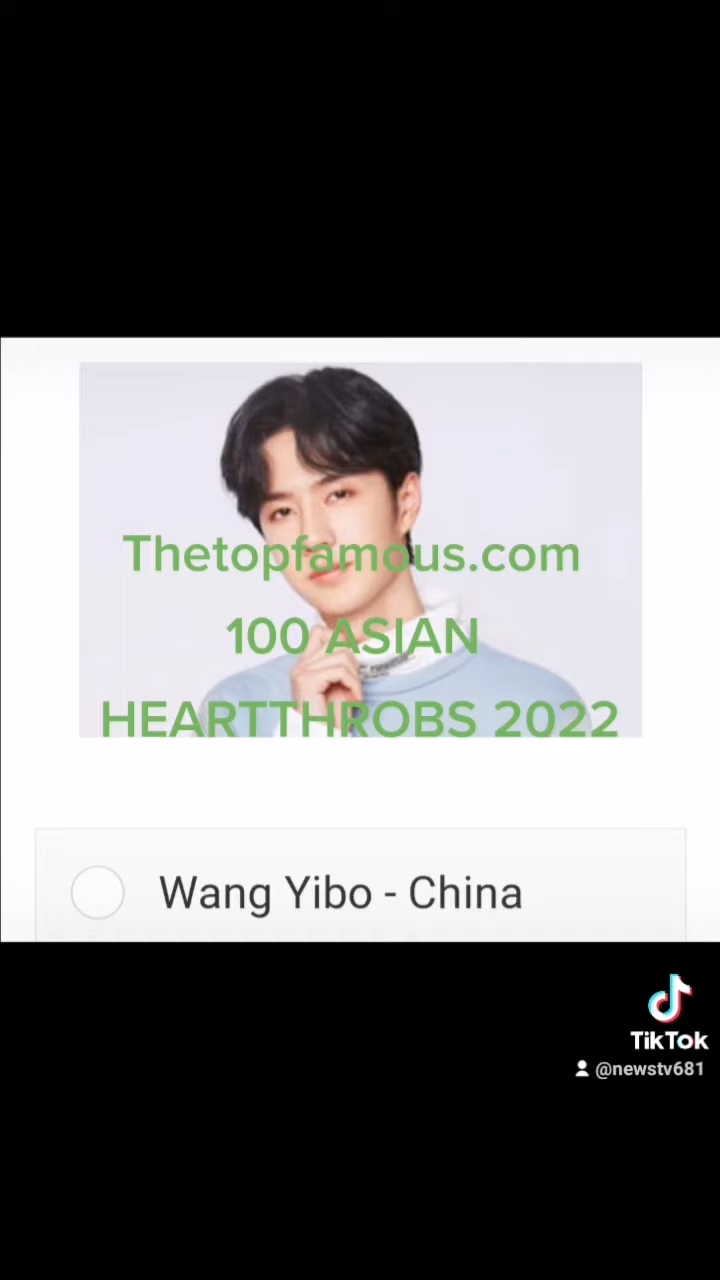 Thetopfamous.com
100 ASIAN
HEARTTHROBS 2022
Wang Yibo - China
TikTok
@newstv681